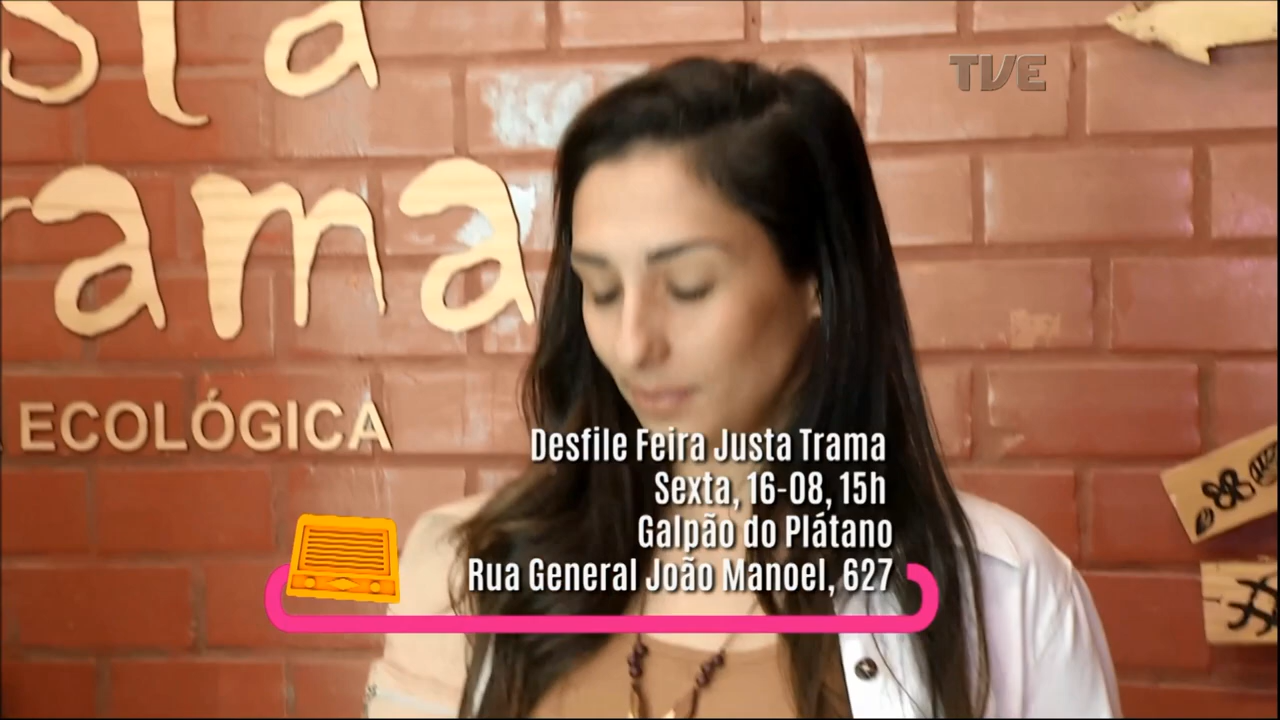 sta
TVE
rama
ECOLÓGICA
Desfile Feira Justa Trama
Sexta, 16-08, 15h
Galpão do Plátano
Rua General João Manoel, 627